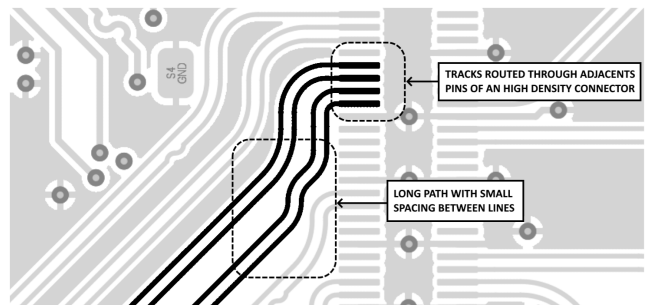 S4
GND
TRACKS ROUTED THROUGH ADJACENTS
PINS OF AN HIGH DENSITY CONNECTOR
LONG PATH WITH SMALL
SPACING BETWEEN LINES